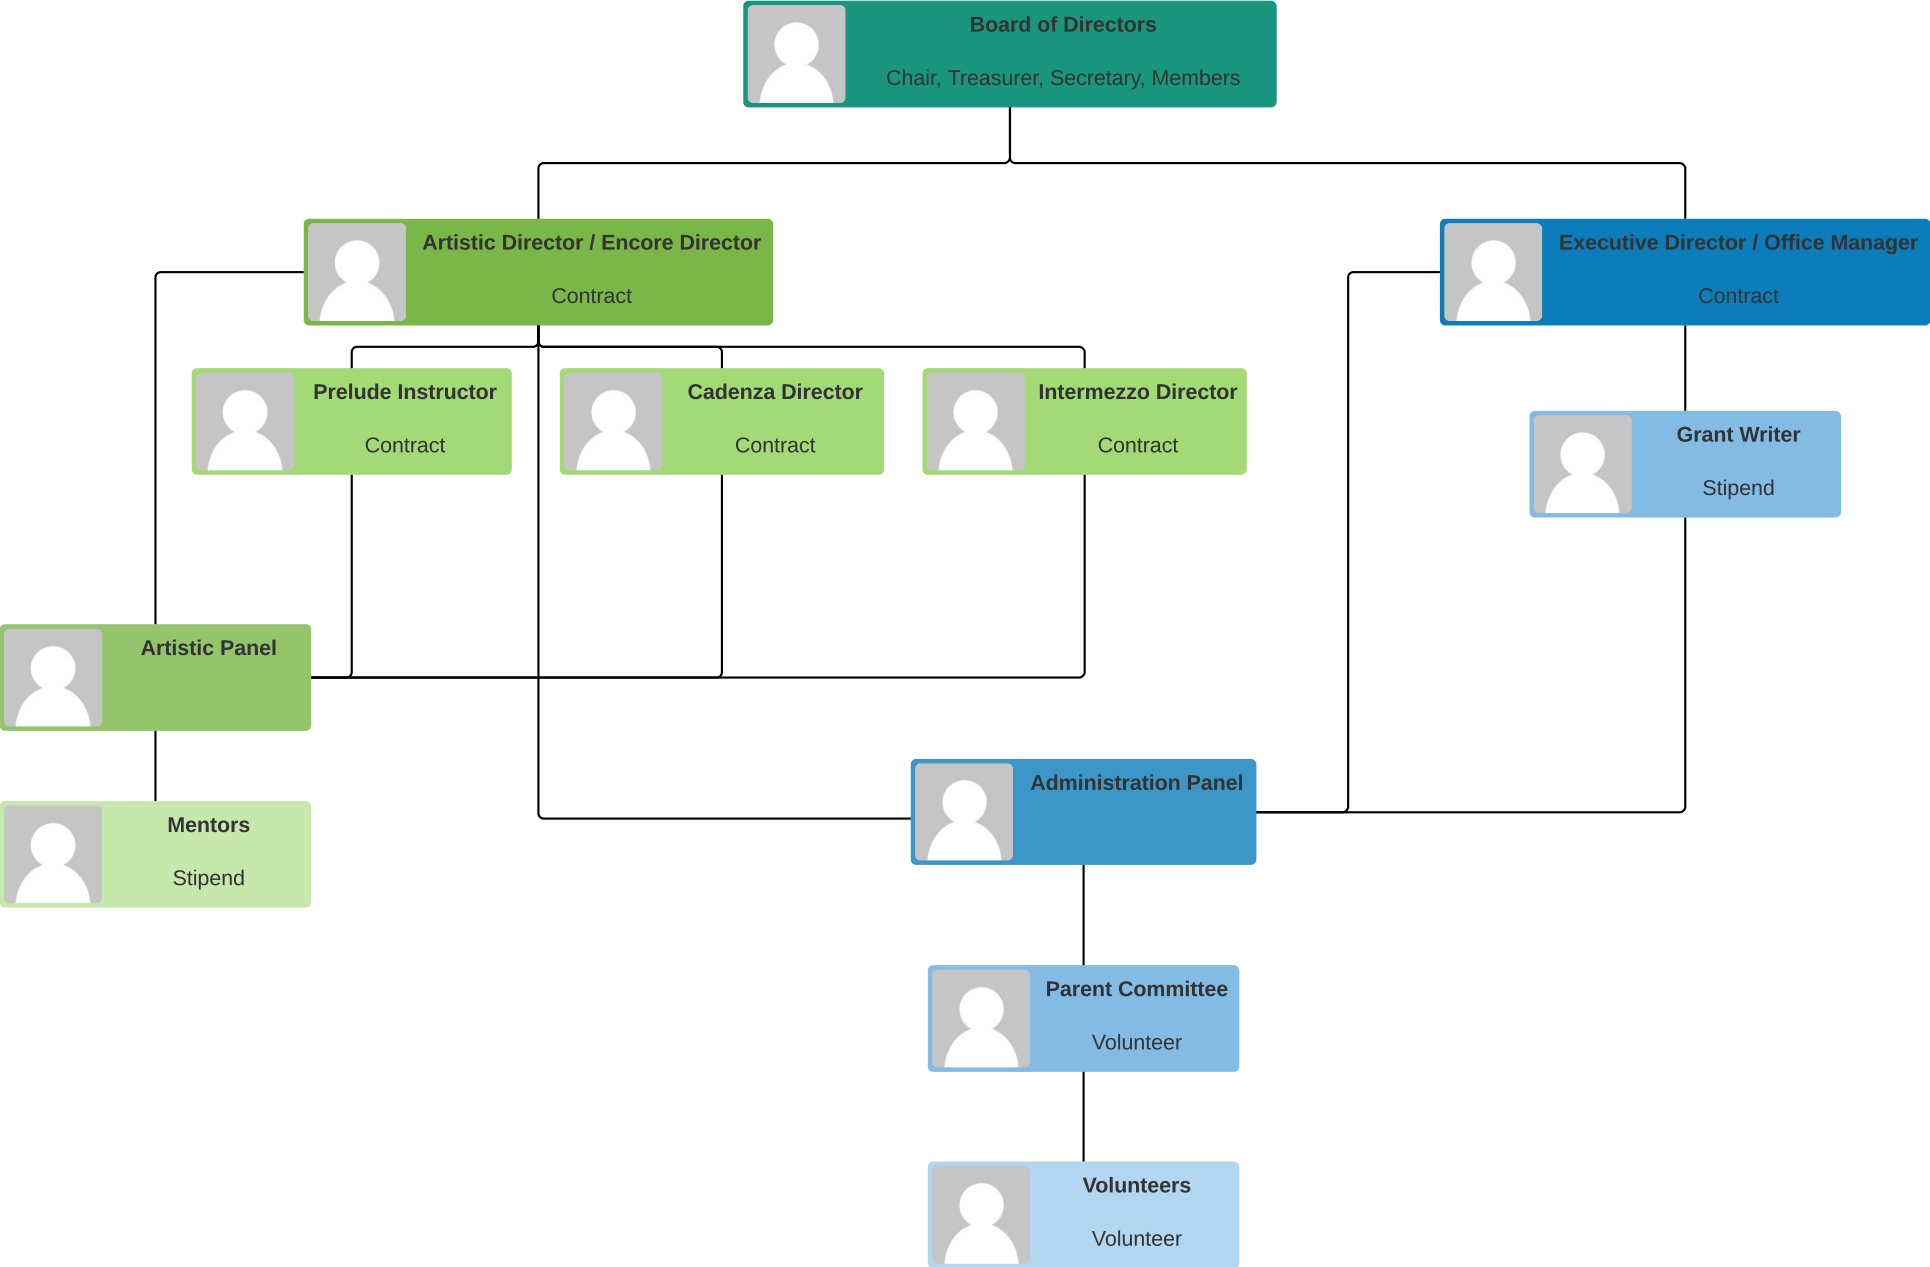 Board of Directors
Chair, Treasurer, Secretary, Members
Artistic Director / Encore Director
Contract
Executive Director / Office Manager
Contract
Prelude Instructor
Contract
Cadenza Director
Contract
Intermezzo Director
Contract
Grant Writer
Stipend
Artistic Panel
Administration Panel
Mentors
Stipend
Parent Committee
Volunteer
Volunteers
Volunteer